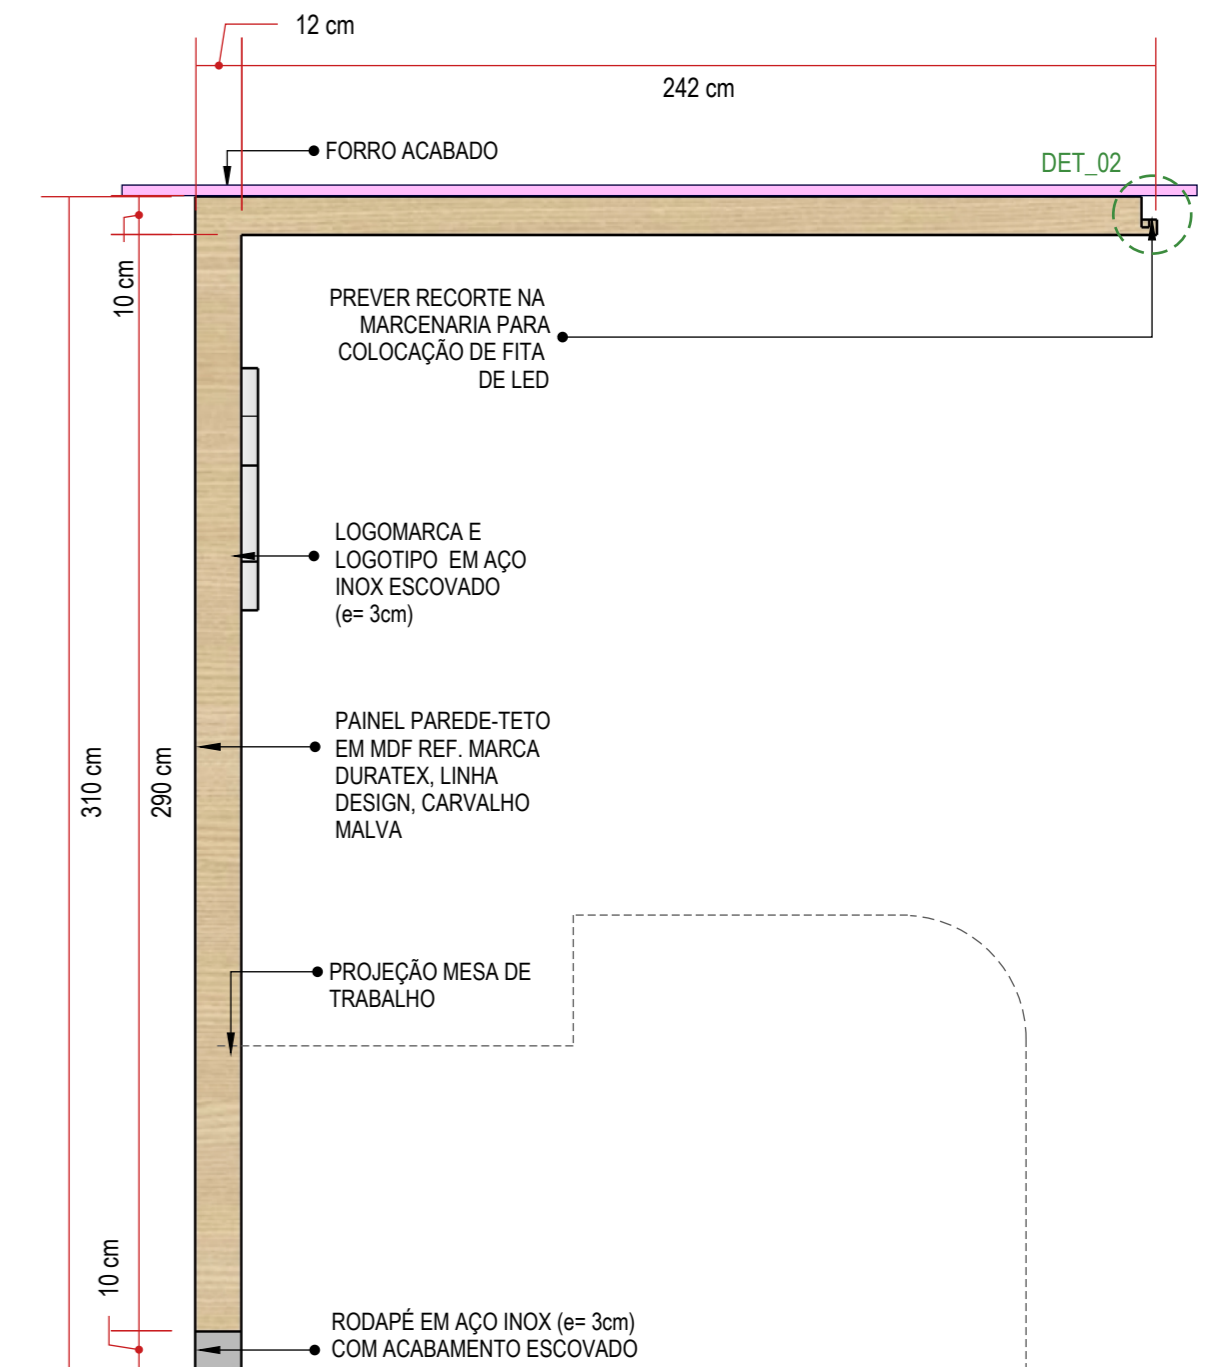 12 cm
242 cm
FORRO ACABADO
DET_02
10 cm
PREVER RECORTE NA
MARCENARIA PARA
COLOCAÇÃO DE FITA
DE LED
LOGOMARCA E
LOGOTIPO EM AÇO
INOX ESCOVADO
(e= 3cm)
PAINEL PAREDE-TETO
EM MDF REF. MARCA
DURATEX, LINHA
DESIGN, CARVALHO
MALVA
310 cm
290 cm
PROJEÇÃO MESA DE
TRABALHO
10 cm
RODAPÉ EM AÇO INOX (e= 3cm)
COM ACABAMENTO ESCOVADO